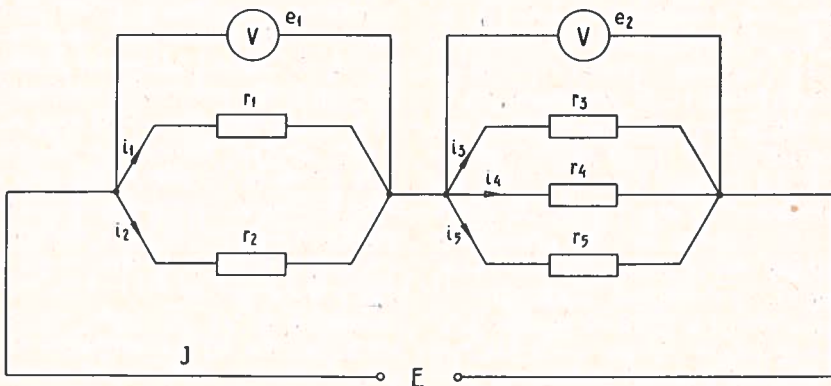 e₁ e₂
V V
r₁ r₃
i₁ i₃ r₄
i₄
i₂ r₂ i₅ r₅
J E